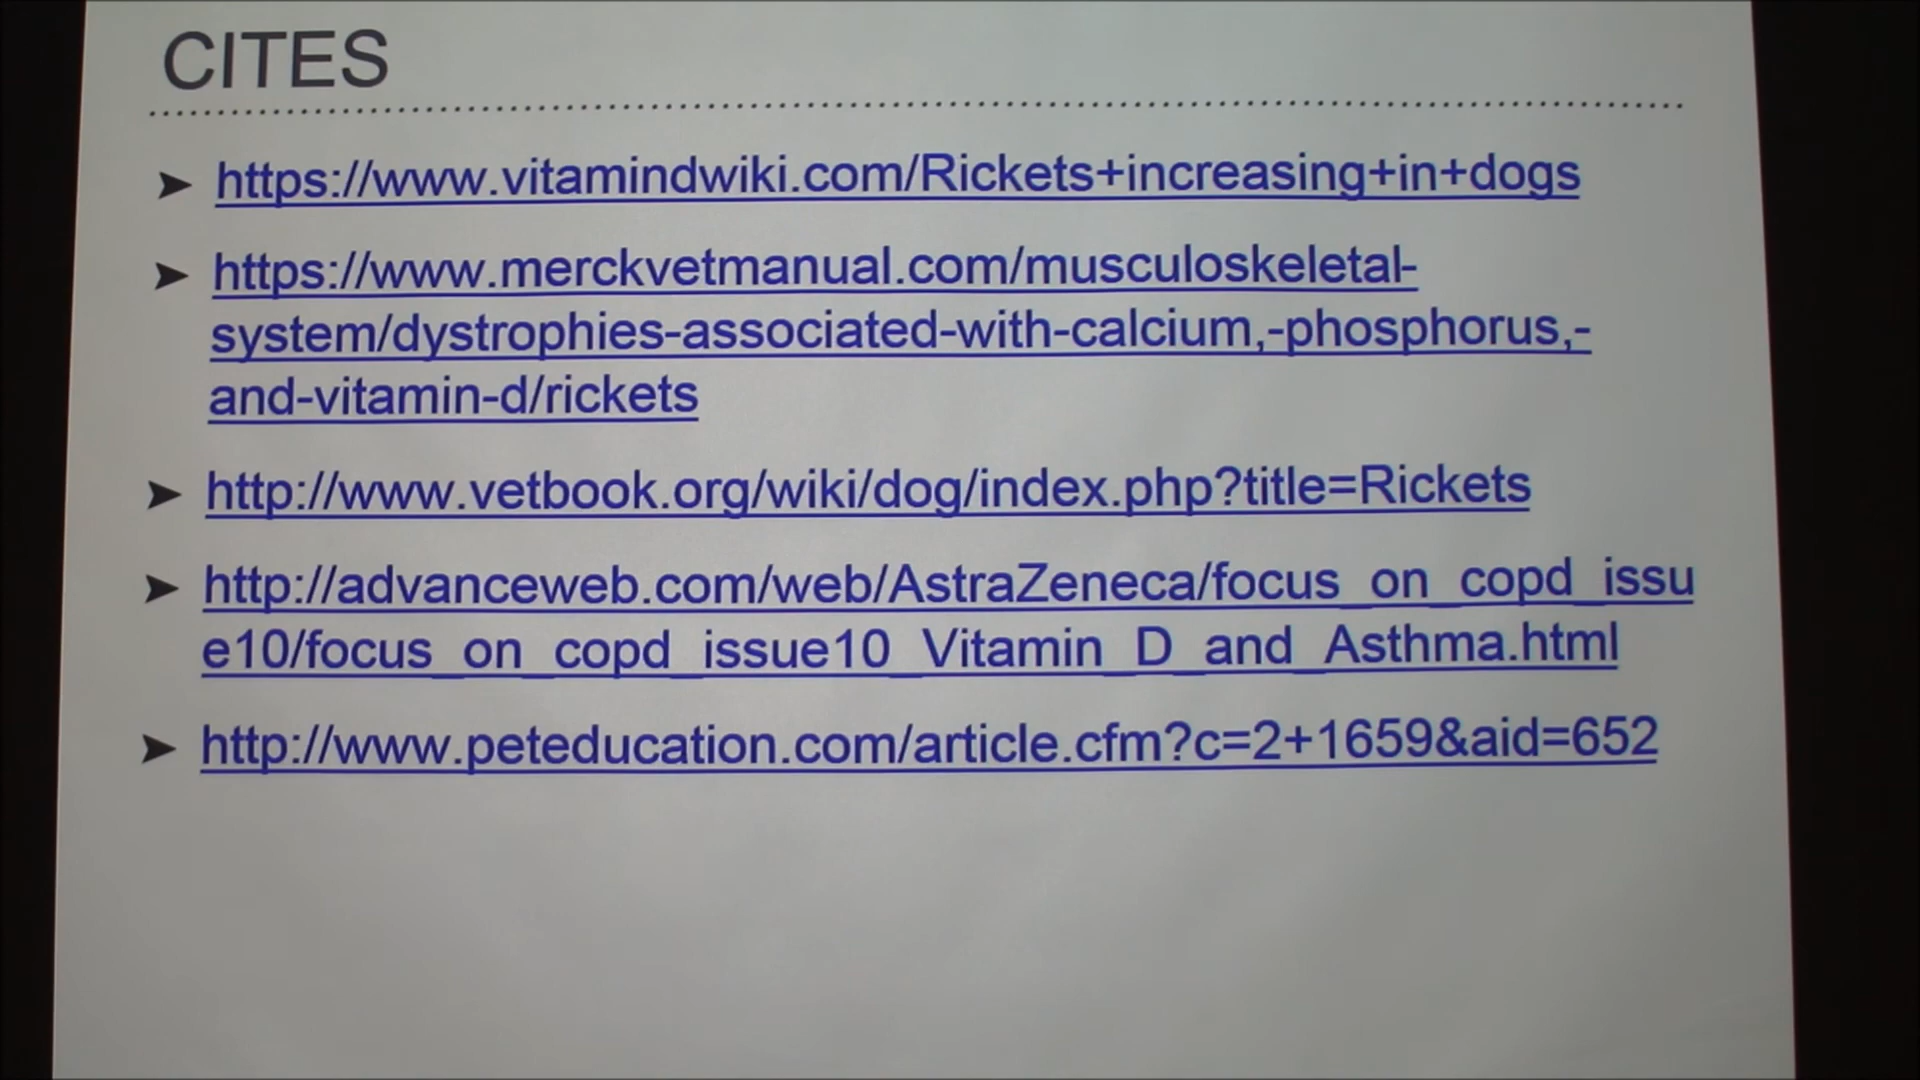 CITES
➤ https://www.vitamindwiki.com/Rickets+increasing+in+dogs
➤ https://www.merckvetmanual.com/musculoskeletal-
system/dystrophies-associated-with-calcium,-phosphorus,-
and-vitamin-d/rickets
➤ http://www.vetbook.org/wiki/dog/index.php?title=Rickets
➤ http://advanceweb.com/web/AstraZeneca/focus_on_copd_issu
e10/focus_on_copd_issue10_Vitamin_D_and_Asthma.html
➤ http://www.peteducation.com/article.cfm?c=2+1659&aid=652